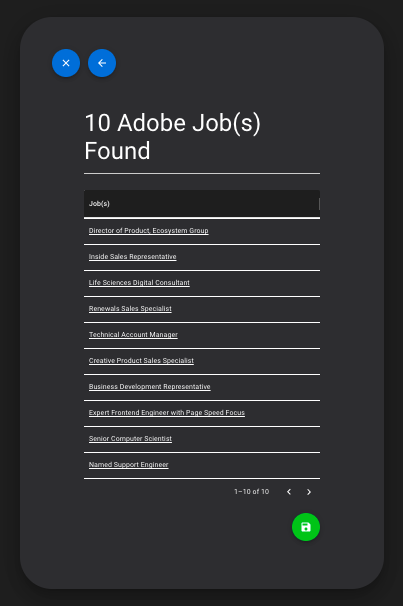 10 Adobe Job(s)
Found
Job(s)
Director of Product, Ecosystem Group
Inside Sales Representative
Life Sciences Digital Consultant
Renewals Sales Specialist
Technical Account Manager
Creative Product Sales Specialist
Business Development Representative
Expert Frontend Engineer with Page Speed Focus
Senior Computer Scientist
Named Support Engineer
1–10 of 10